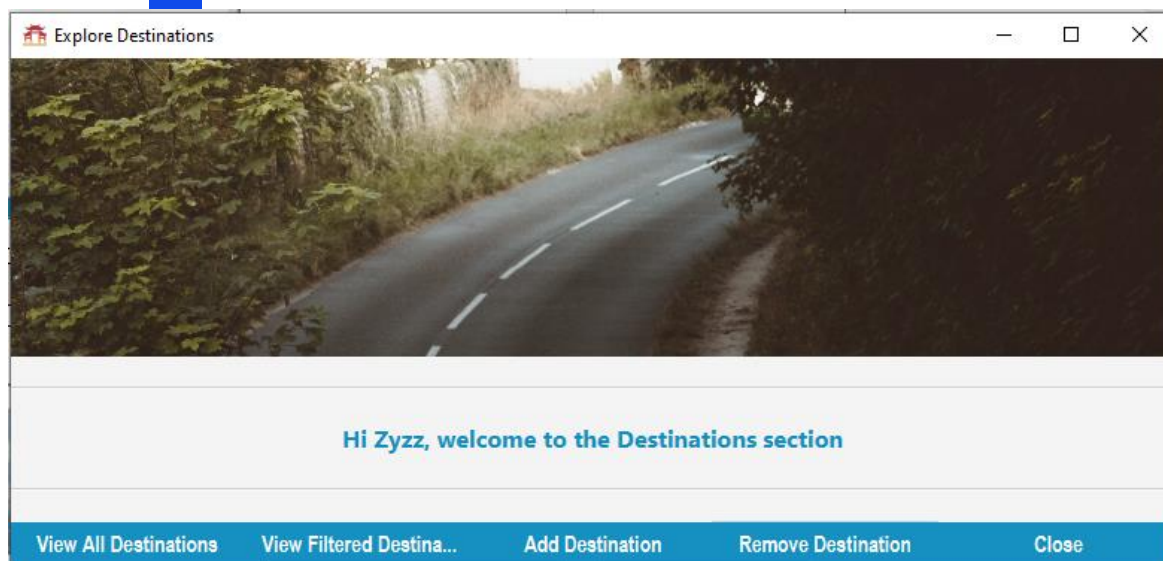 Explore Destinations
Hi Zyzz, welcome to the Destinations section
View All Destinations View Filtered Destina... Add Destination Remove Destination Close